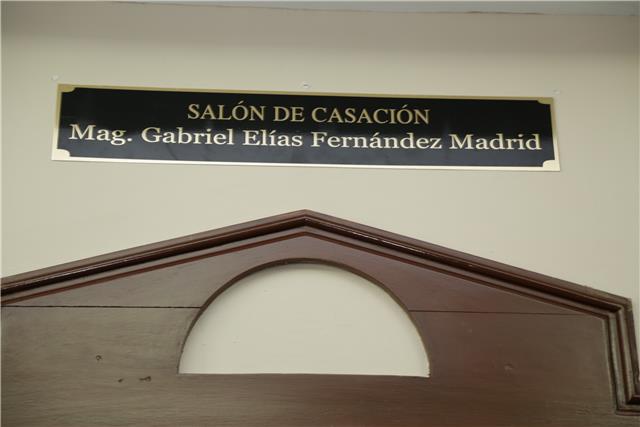 SALÓN DE CASACIÓN
Mag. Gabriel Elías Fernández Madrid